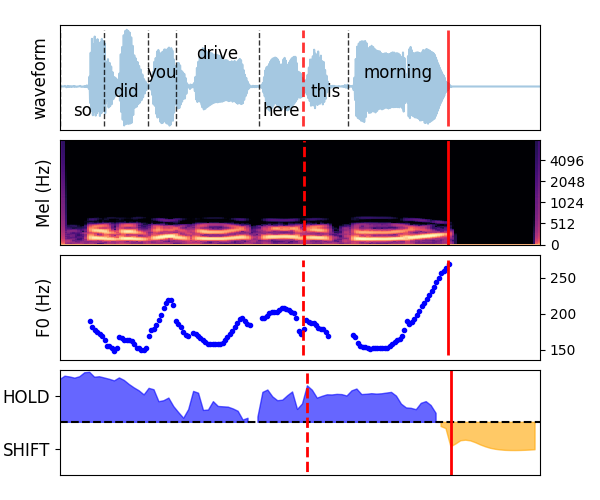 waveform
so
did
you
drive
here
this
morning
Mel (Hz)
4096
2048
1024
512
0
F0 (Hz)
250
200
150
HOLD
SHIFT